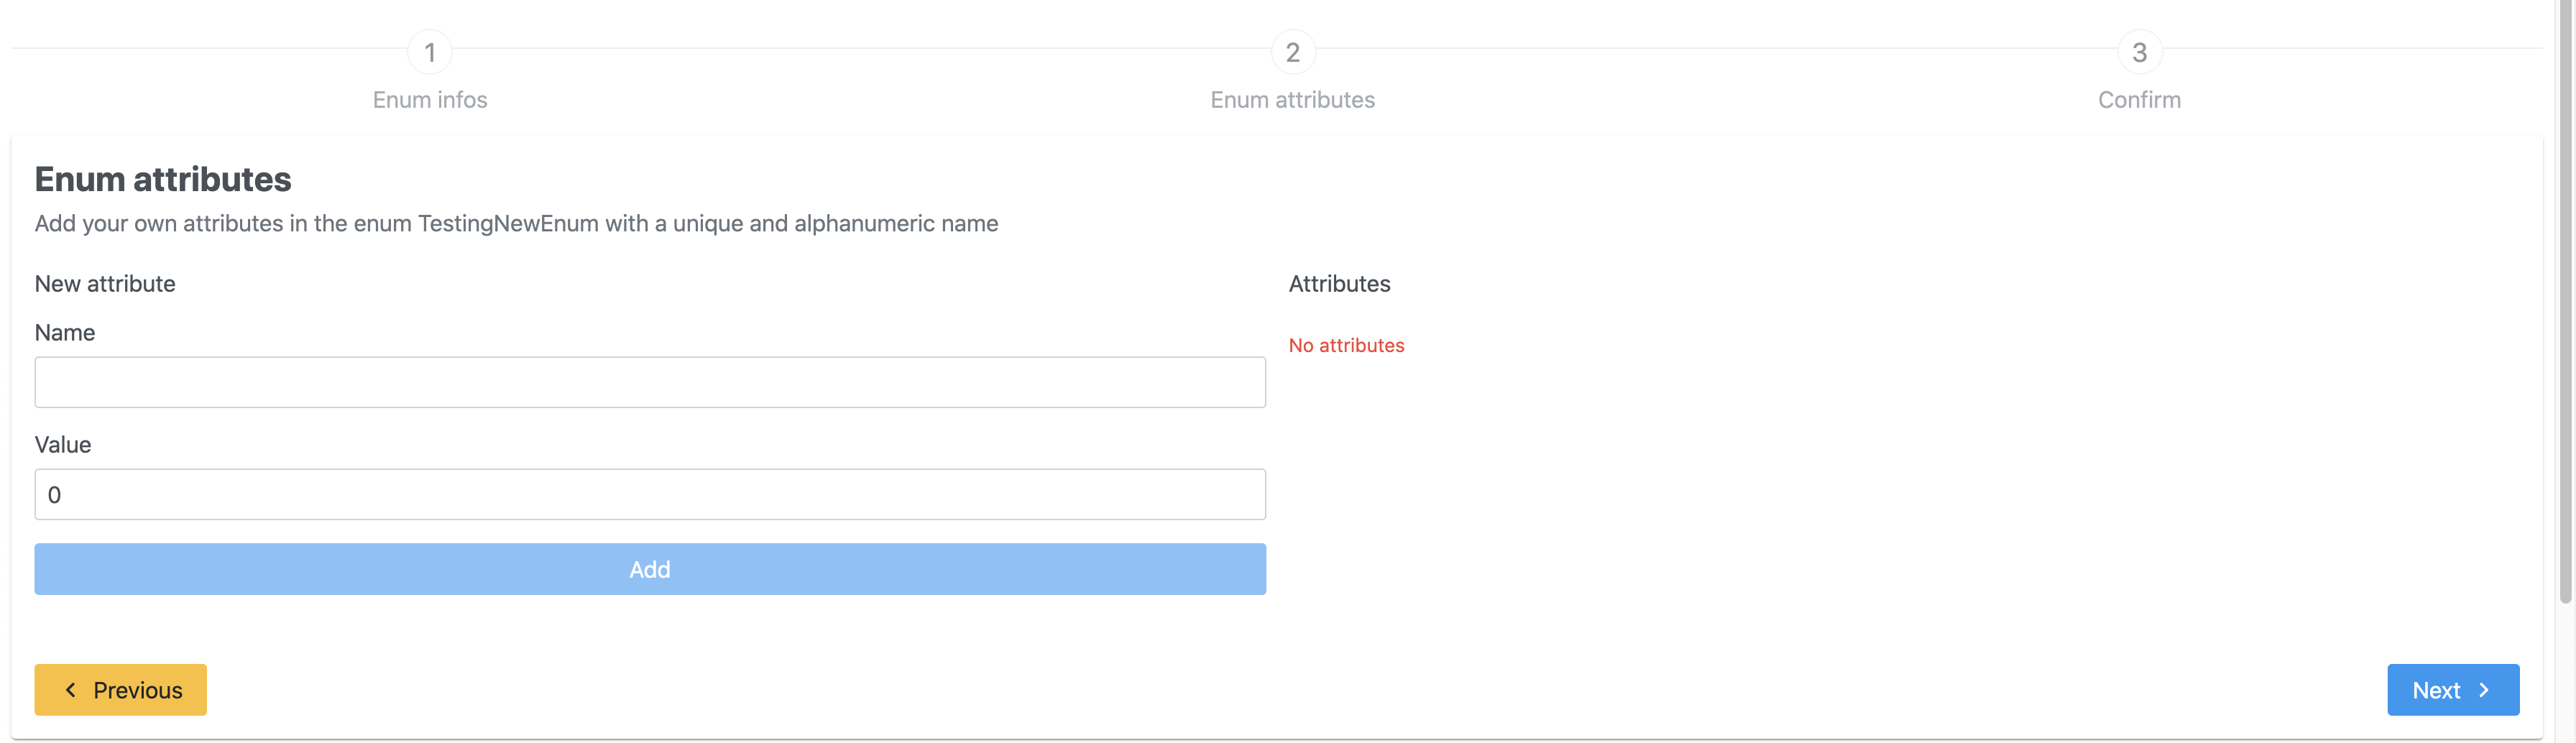 1
Enum infos
2
Enum attributes
3
Confirm
Enum attributes
Add your own attributes in the enum TestingNewEnum with a unique and alphanumeric name
New attribute
Name
Value
0
Add
Attributes
No attributes
Previous
Next